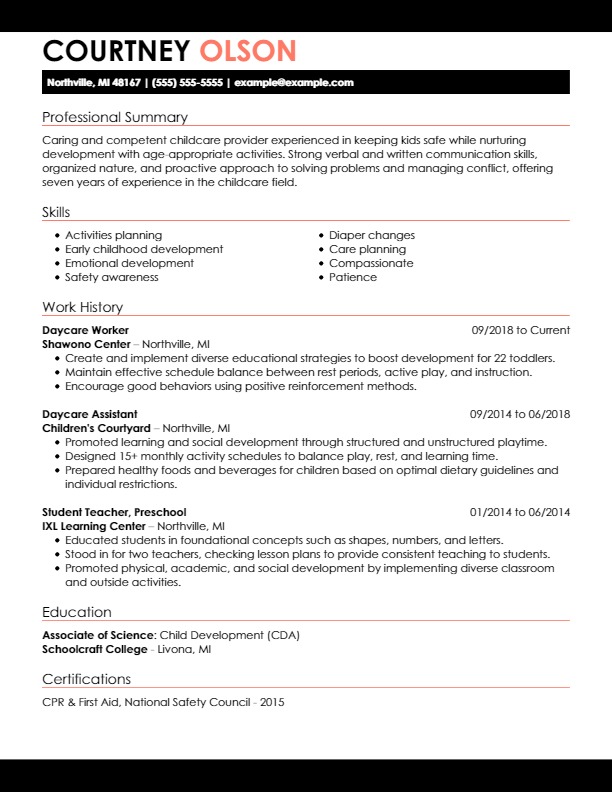 COURTNEY OLSON
Northville, MI 48167 | (555) 555-5555 | example@example.com
Professional Summary
Caring and competent childcare provider experienced in keeping kids safe while nurturing
development with age-appropriate activities. Strong verbal and written communication skills,
organized nature, and proactive approach to solving problems and managing conflict, offering
seven years of experience in the childcare field.
Skills
• Activities planning
• Early childhood development
• Emotional development
• Safety awareness
• Diaper changes
• Care planning
• Compassionate
• Patience
Work History
Daycare Worker 09/2018 to Current
Shawono Center – Northville, MI
• Create and implement diverse educational strategies to boost development for 22 toddlers.
• Maintain effective schedule balance between rest periods, active play, and instruction.
• Encourage good behaviors using positive reinforcement methods.
Daycare Assistant 09/2014 to 06/2018
Children's Courtyard – Northville, MI
• Promoted learning and social development through structured and unstructured playtime.
• Designed 15+ monthly activity schedules to balance play, rest, and learning time.
• Prepared healthy foods and beverages for children based on optimal dietary guidelines and
individual restrictions.
Student Teacher, Preschool 01/2014 to 06/2014
IXL Learning Center – Northville, MI
• Educated students in foundational concepts such as shapes, numbers, and letters.
• Stood in for two teachers, checking lesson plans to provide consistent teaching to students.
• Promoted physical, academic, and social development by implementing diverse classroom
and outside activities.
Education
Associate of Science: Child Development (CDA)
Schoolcraft College - Livona, MI
Certifications
CPR & First Aid, National Safety Council - 2015